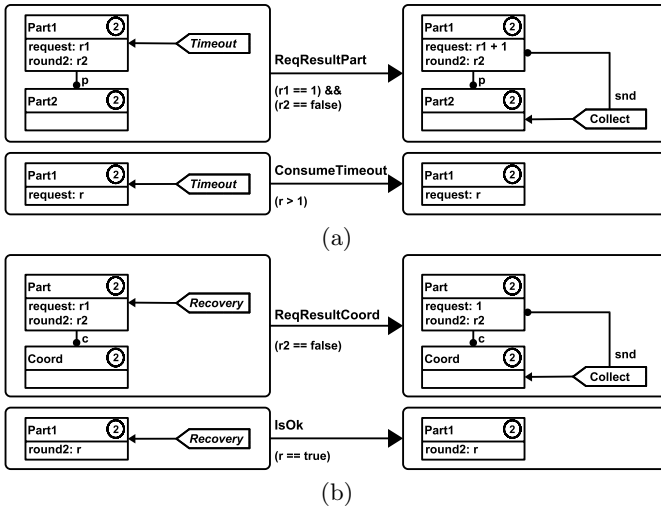 Part1 2
request: r1
round2: r2
Timeout
p
Part2 2
ReqResultPart
(r1 == 1) &&
(r2 == false)
Part1 2
request: r1 + 1
round2: r2
p
snd
Part2 2
Collect
Part1 2
request: r
Timeout
ConsumeTimeout
(r > 1)
Part1 2
request: r
(a)
Part 2
request: r1
round2: r2
Recovery
c
Coord 2
ReqResultCoord
(r2 == false)
Part 2
request: 1
round2: r2
c
snd
Coord 2
Collect
Part1 2
round2: r
Recovery
IsOk
(r == true)
Part1 2
round2: r
(b)